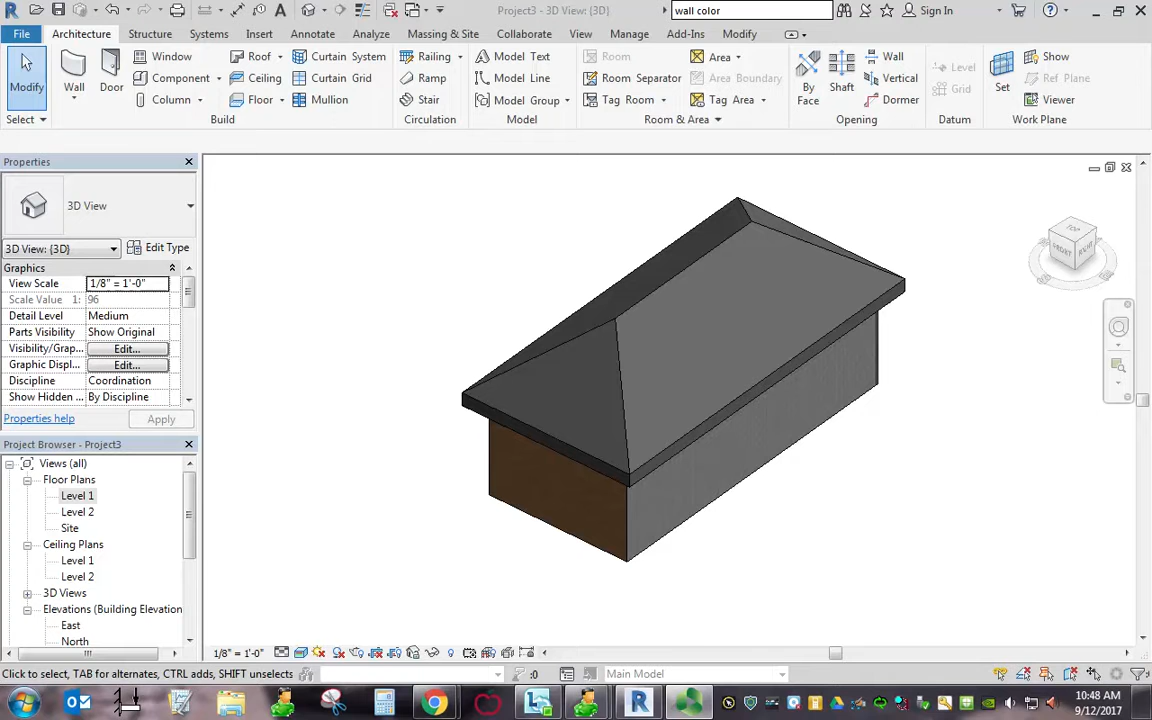 Project3 - 3D View: {3D}
wall color
Sign In
File Architecture Structure Systems Insert Annotate Analyze Massing & Site Collaborate View Manage Add-Ins Modify
Modify
Wall
Door
Window
Component
Column
Roof
Ceiling
Floor
Curtain System
Curtain Grid
Mullion
Railing
Ramp
Stair
Model Text
Model Line
Model Group
Room
Room Separator
Tag Room
Area
Area Boundary
Tag Area
By
Face
Shaft
Wall
Vertical
Dormer
Level
Grid
Set
Show
Ref Plane
Viewer
Select Build Circulation Model Room & Area Opening Datum Work Plane
Properties
3D View
3D View: {3D} Edit Type
Graphics
View Scale 1/8" = 1'-0"
Scale Value 1: 96
Detail Level Medium
Parts Visibility Show Original
Visibility/Grap... Edit...
Graphic Displ... Edit...
Discipline Coordination
Show Hidden ... By Discipline
Properties help Apply
Project Browser - Project3
Views (all)
Floor Plans
Level 1
Level 2
Site
Ceiling Plans
Level 1
Level 2
3D Views
Elevations (Building Elevation
East
North
TOP
FRONT
RIGHT
1/8" = 1'-0"
Click to select, TAB for alternates, CTRL adds, SHIFT unselects
:0
Main Model
10:48 AM
9/12/2017